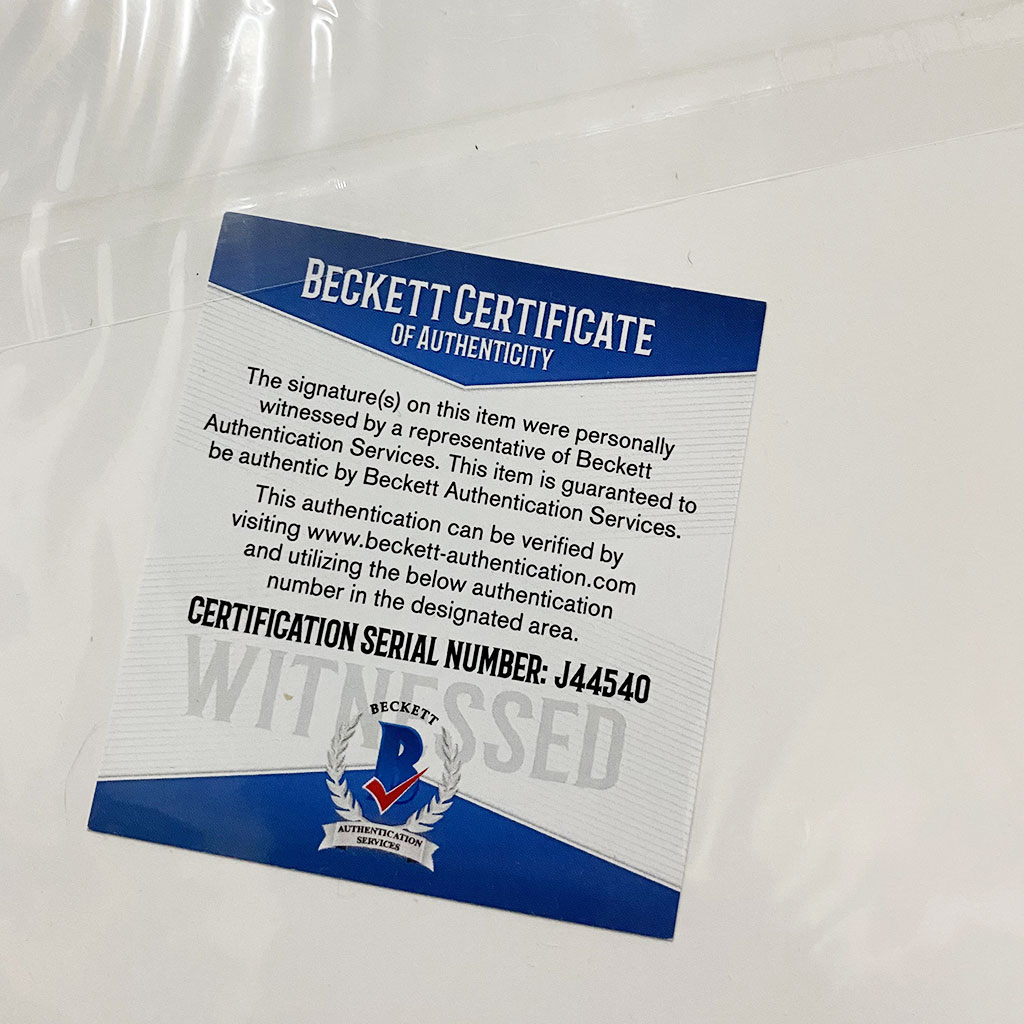 BECKETT CERTIFICATE
OF AUTHENTICITY
The signature(s) on this item were personally
witnessed by a representative of Beckett
Authentication Services. This item is guaranteed to
be authentic by Beckett Authentication Services.
This authentication can be verified by
visiting www.beckett-authentication.com
and utilizing the below authentication
number in the designated area.
CERTIFICATION SERIAL NUMBER: J44540
WITNESSED
BECKETT
B
AUTHENTICATION
SERVICES